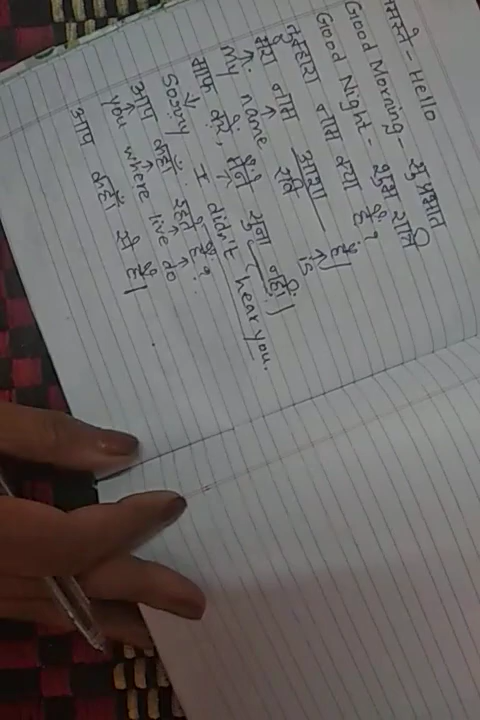 नमस्ते - Hello
Good Morning - सुप्रभात
Good Night - शुभ रात्रि
तुम्हारा नाम क्या है?
मेरा नाम आशा है।
रवि
My name is
माफ करें, मैंने सुना नहीं।
Sorry I didn't hear you.
आप कहाँ रहते है?
you where live do
आप कहाँ से है।